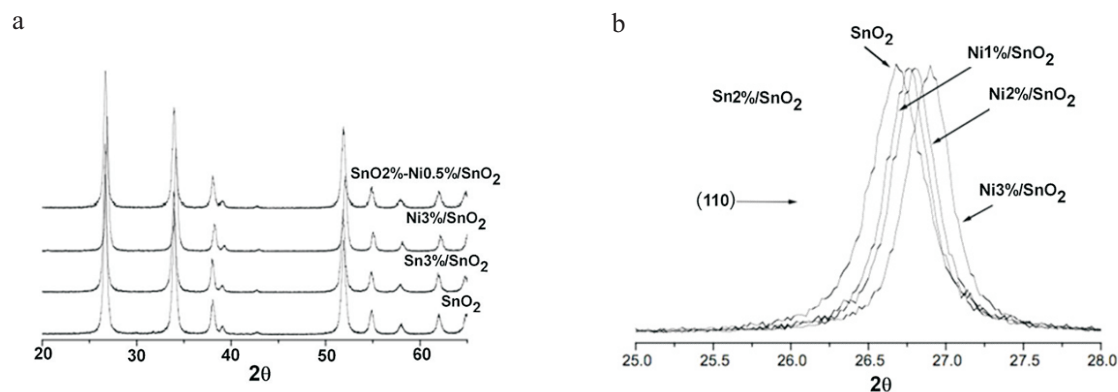 a
SnO2%-Ni0.5%/SnO₂
Ni3%/SnO₂
Sn3%/SnO₂
SnO₂
20 30 40 50 60
2θ
b
SnO₂
Ni1%/SnO₂
Sn2%/SnO₂
Ni2%/SnO₂
(110)
Ni3%/SnO₂
25.0 25.5 26.0 26.5 27.0 27.5 28.0
2θ